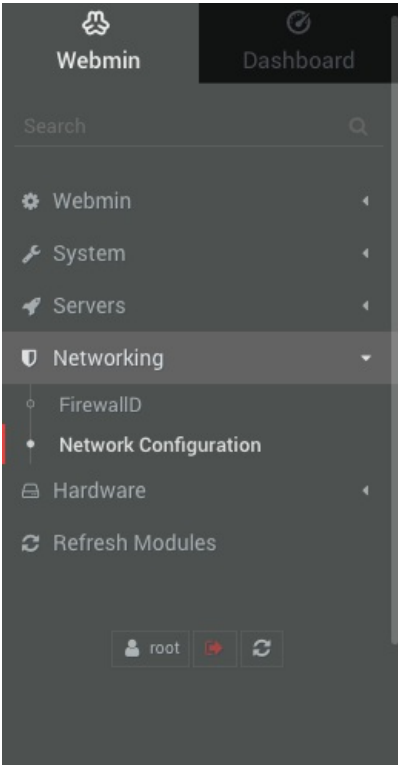 Webmin
Dashboard
Search
Webmin
System
Servers
Networking
FirewallD
Network Configuration
Hardware
Refresh Modules
root